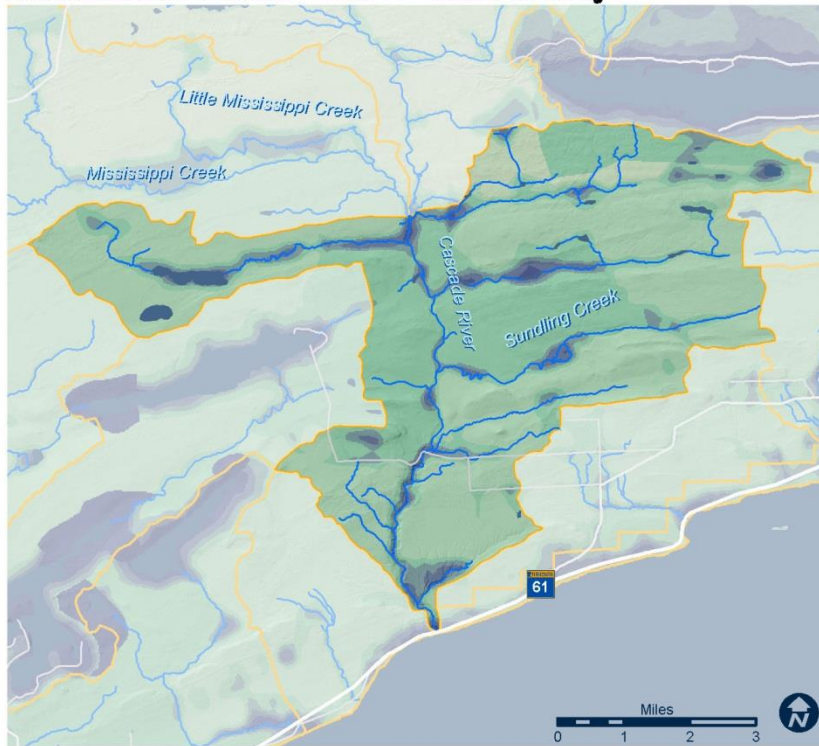 Little Mississippi Creek
Mississippi Creek
Cascade River
Sundling Creek
61
Miles
0 1 2 3
N